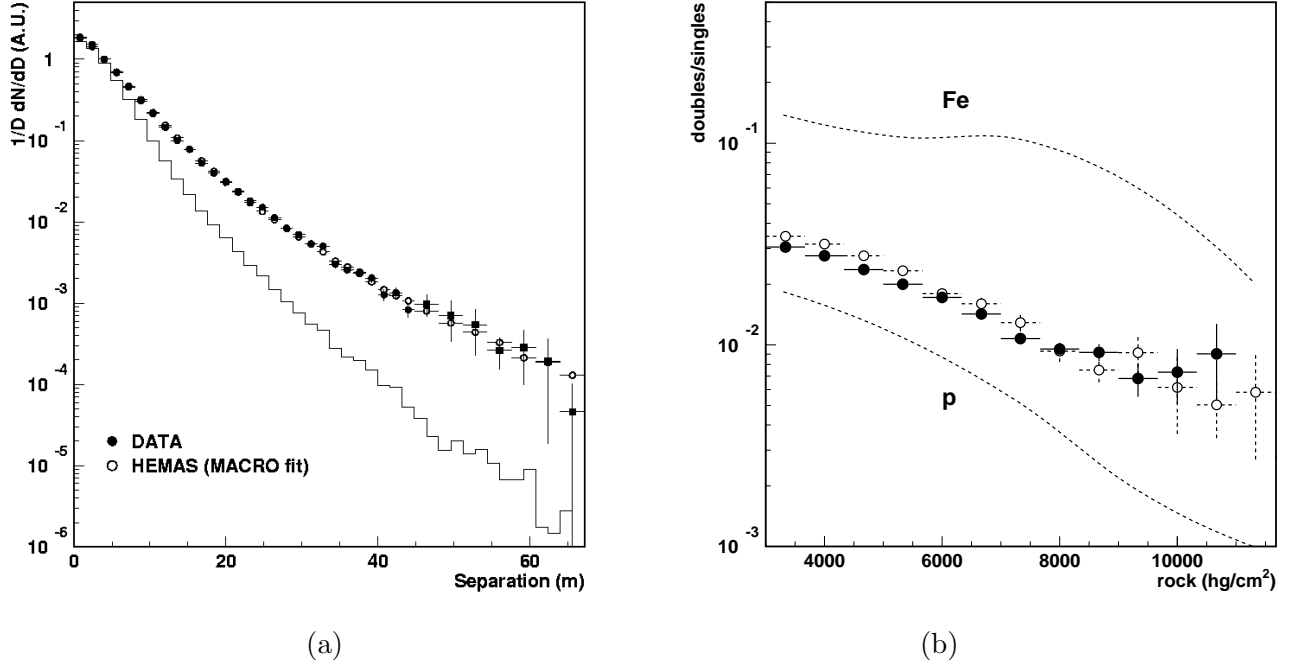 1/D dN/dD (A.U.)
1
10 -1
10 -2
10 -3
10 -4
10 -5
10 -6
DATA
HEMAS (MACRO fit)
0 20 40 60
Separation (m)
(a)
doubles/singles
10 -1
10 -2
10 -3
Fe
p
4000 6000 8000 10000
rock (hg/cm2)
(b)